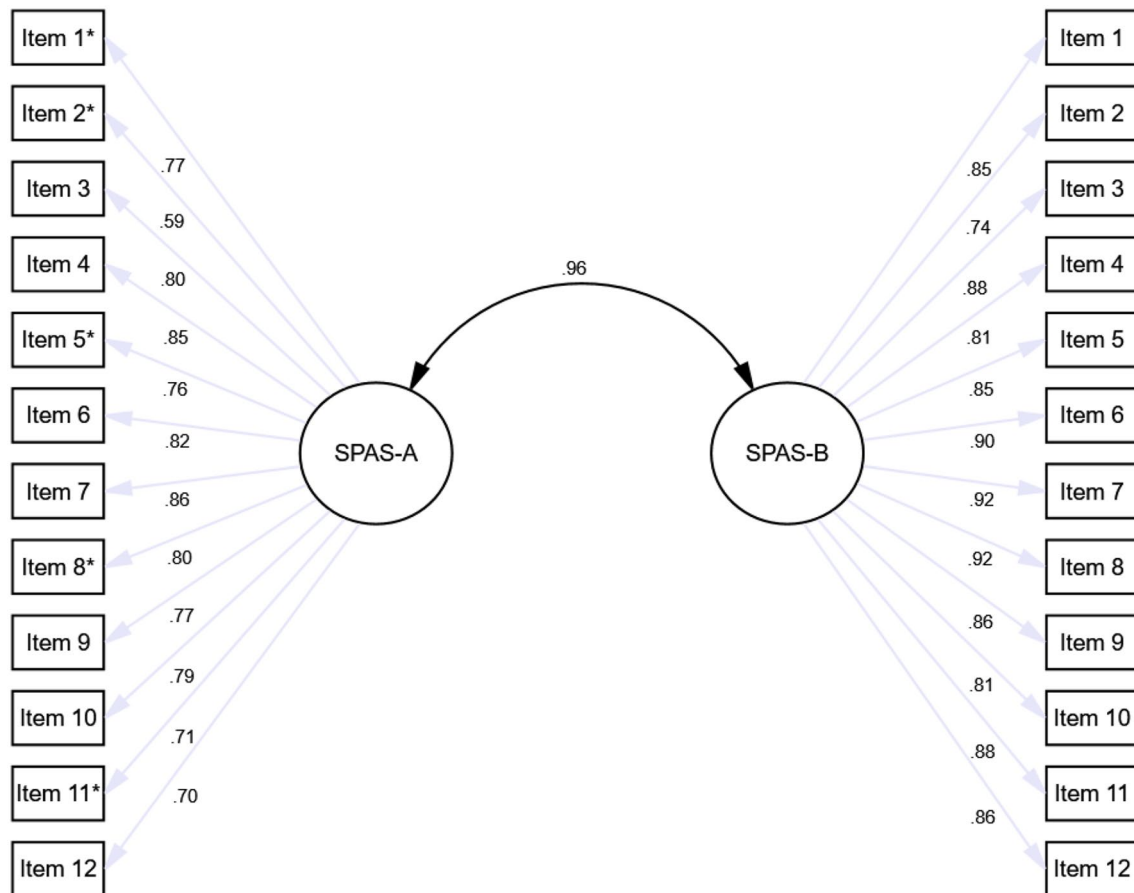 Item 1*
Item 2*
Item 3
Item 4
Item 5*
Item 6
Item 7
Item 8*
Item 9
Item 10
Item 11*
Item 12
.77
.59
.80
.85
.76
.82
.86
.80
.77
.79
.71
.70
SPAS-A
.96
SPAS-B
.85
.74
.88
.81
.85
.90
.92
.92
.86
.81
.88
.86
Item 1
Item 2
Item 3
Item 4
Item 5
Item 6
Item 7
Item 8
Item 9
Item 10
Item 11
Item 12